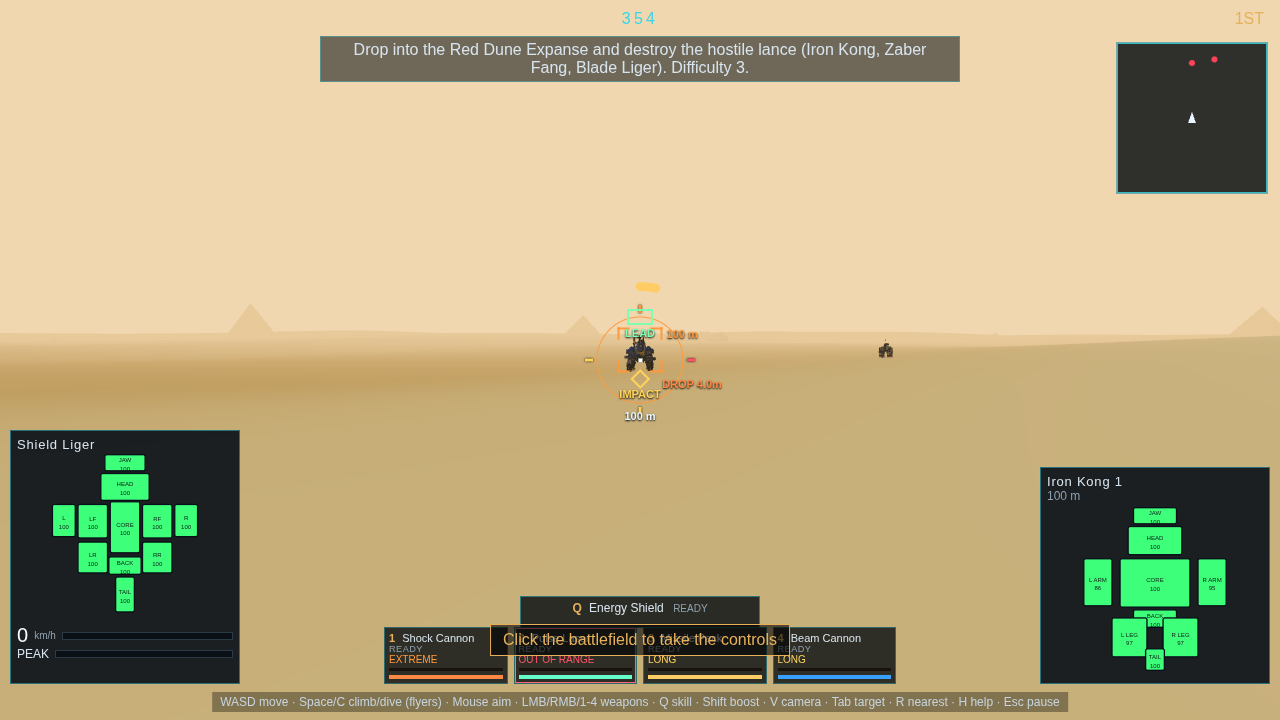 354
1ST
Drop into the Red Dune Expanse and destroy the hostile lance (Iron Kong, Zaber
Fang, Blade Liger). Difficulty 3.
LEAD
100 m
DROP 4.0m
IMPACT
100 m
Shield Liger
JAW
100
HEAD
100
L
100
LF
100
CORE
100
RF
100
R
100
LR
100
BACK
100
RR
100
TAIL
100
0 km/h
PEAK
Iron Kong 1
100 m
JAW
100
HEAD
100
L ARM
86
CORE
100
R ARM
95
BACK
100
L LEG
97
R LEG
97
TAIL
100
Q Energy Shield READY
1 Shock Cannon
READY
EXTREME
READY
OUT OF RANGE
READY
LONG
4 Beam Cannon
READY
LONG
Click the battlefield to take the controls
WASD move · Space/C climb/dive (flyers) · Mouse aim · LMB/RMB/1-4 weapons · Q skill · Shift boost · V camera · Tab target · R nearest · H help · Esc pause